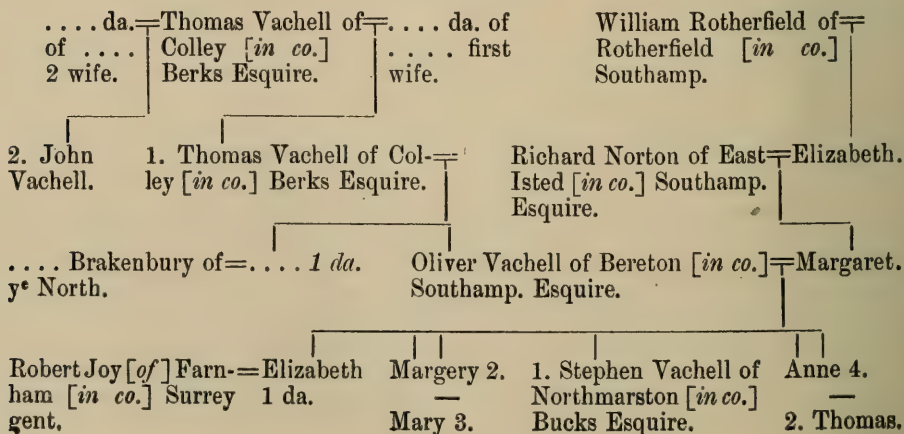 . . . . da.
of . . . .
2 wife.
Thomas Vachell of
Colley [in co.]
Berks Esquire.
. . . . da. of
. . . . first
wife.
William Rotherfield of
Rotherfield [in co.]
Southamp.
2. John
Vachell.
1. Thomas Vachell of Col-
ley [in co.] Berks Esquire.
Richard Norton of East
Isted [in co.] Southamp.
Esquire.
Elizabeth.
. . . . Brakenbury of
yᵉ North.
. . . . 1 da.
Oliver Vachell of Bereton [in co.]
Southamp. Esquire.
Margaret.
Robert Joy [of] Farn-
ham [in co.] Surrey
gent.
Elizabeth
1 da.
Margery 2.
—
Mary 3.
1. Stephen Vachell of
Northmarston [in co.]
Bucks Esquire.
Anne 4.
—
2. Thomas.